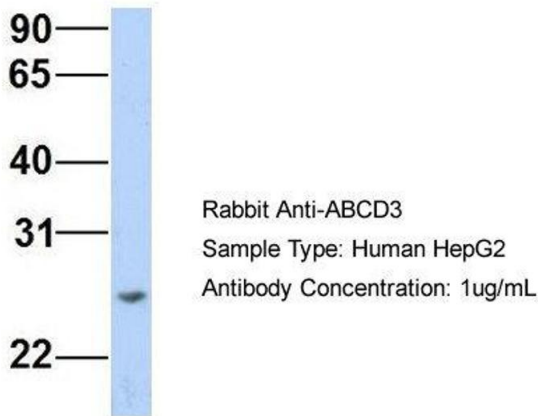 90
65
40
31
22
Rabbit Anti-ABCD3
Sample Type: Human HepG2
Antibody Concentration: 1ug/mL